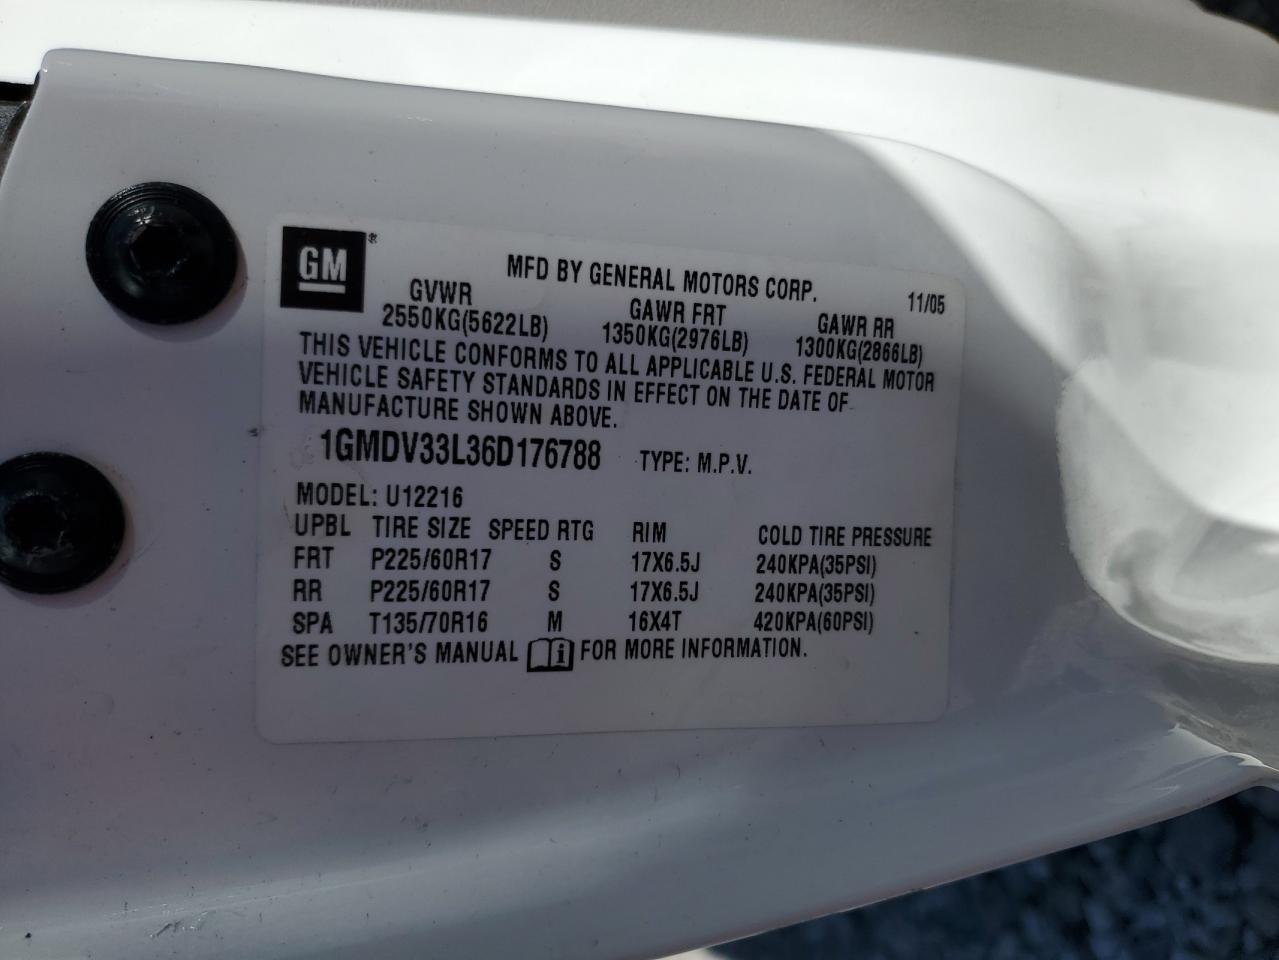 GM®
MFD BY GENERAL MOTORS CORP. 11/05
GVWR GAWR FRT GAWR RR
2550KG(5622LB) 1350KG(2976LB) 1300KG(2866LB)
THIS VEHICLE CONFORMS TO ALL APPLICABLE U.S. FEDERAL MOTOR
VEHICLE SAFETY STANDARDS IN EFFECT ON THE DATE OF
MANUFACTURE SHOWN ABOVE.
1GMDV33L36D176788 TYPE: M.P.V.
MODEL: U12216
UPBL TIRE SIZE SPEED RTG RIM COLD TIRE PRESSURE
FRT P225/60R17 S 17X6.5J 240KPA(35PSI)
RR P225/60R17 S 17X6.5J 240KPA(35PSI)
SPA T135/70R16 M 16X4T 420KPA(60PSI)
SEE OWNER'S MANUAL i FOR MORE INFORMATION.